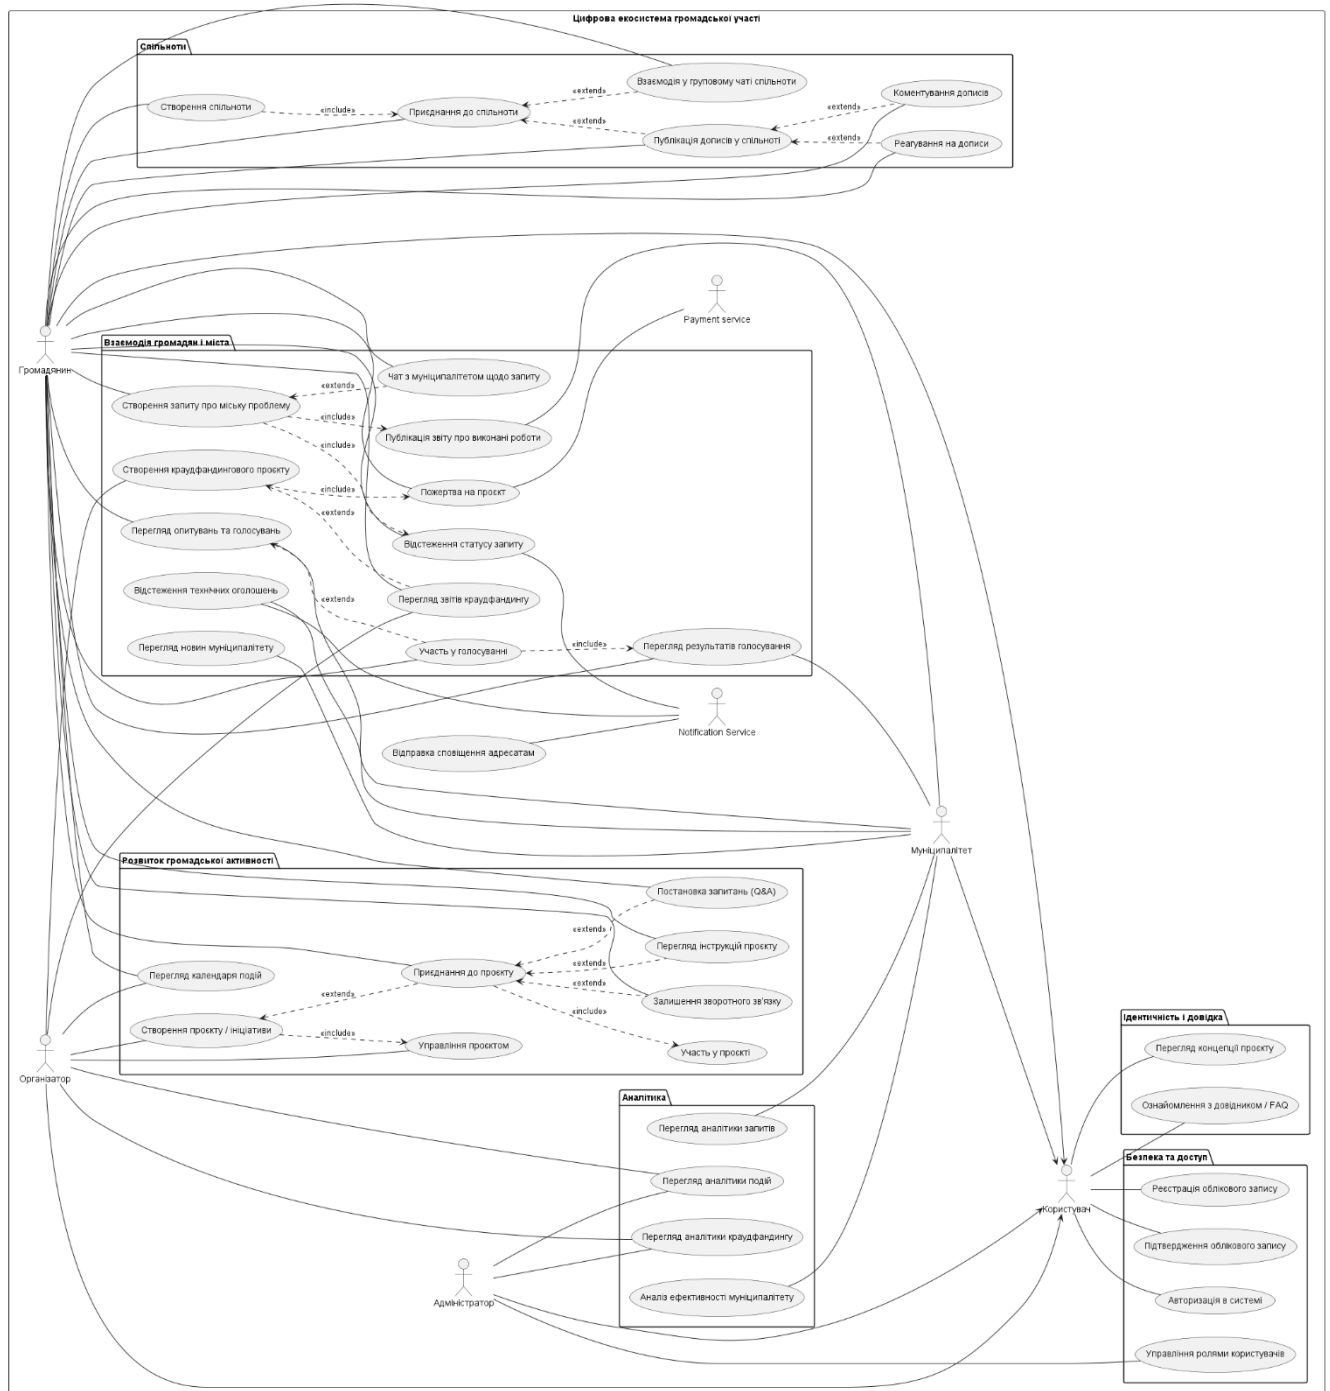 Цифрова екосистема громадської участі
Спільноти
Взаємодія у груповому чаті спільноти
Створення спільноти
«include»
«extend»
Приєднання до спільноти
«extend»
Коментування дописів
«extend»
Публікація дописів у спільноті
«extend»
Реагування на дописи
Payment service
Громадянин
Взаємодія громадян і міста
Чат з муніципалітетом щодо запиту
«extend»
Створення запиту про міську проблему
«include»
Публікація звіту про виконані роботи
«include»
Створення краудфандингового проєкту
«include»
Пожертва на проєкт
«extend»
Перегляд опитувань та голосувань
Відстеження статусу запиту
Відстеження технічних оголошень
«extend»
Перегляд звітів краудфандингу
Перегляд новин муніципалітету
Участь у голосуванні
«include»
Перегляд результатів голосування
Notification Service
Відправка сповіщення адресатам
Муніципалітет
Розвиток громадської активності
Постановка запитань (Q&A)
«extend»
Перегляд інструкцій проєкту
«extend»
Перегляд календаря подій
Приєднання до проєкту
«extend»
Залишення зворотного зв'язку
«extend»
«include»
Створення проєкту / ініціативи
«include»
Управління проєктом
Участь у проєкті
Організатор
Аналітика
Перегляд аналітики запитів
Перегляд аналітики подій
Перегляд аналітики краудфандингу
Аналіз ефективності муніципалітету
Адміністратор
Ідентичність і довідка
Перегляд концепції проєкту
Ознайомлення з довідником / FAQ
Користувач
Безпека та доступ
Реєстрація облікового запису
Підтвердження облікового запису
Авторизація в системі
Управління ролями користувачів